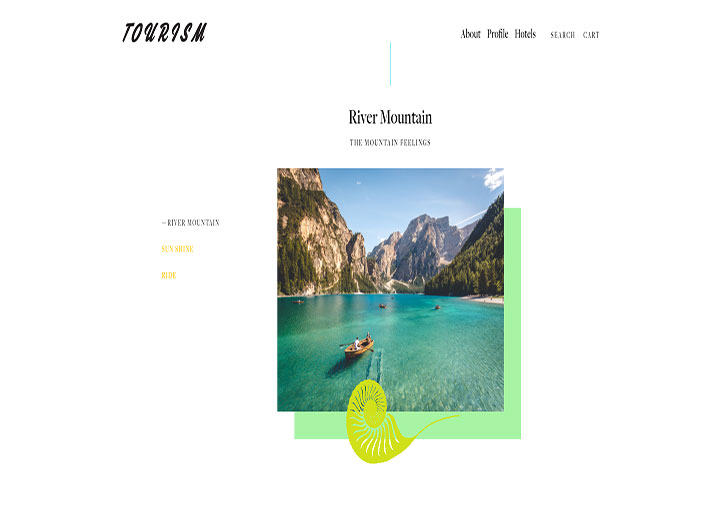 TOURISM
About Profile Hotels SEARCH CART
River Mountain
THE MOUNTAIN FEELINGS
— RIVER MOUNTAIN
SUN SHINE
RIDE